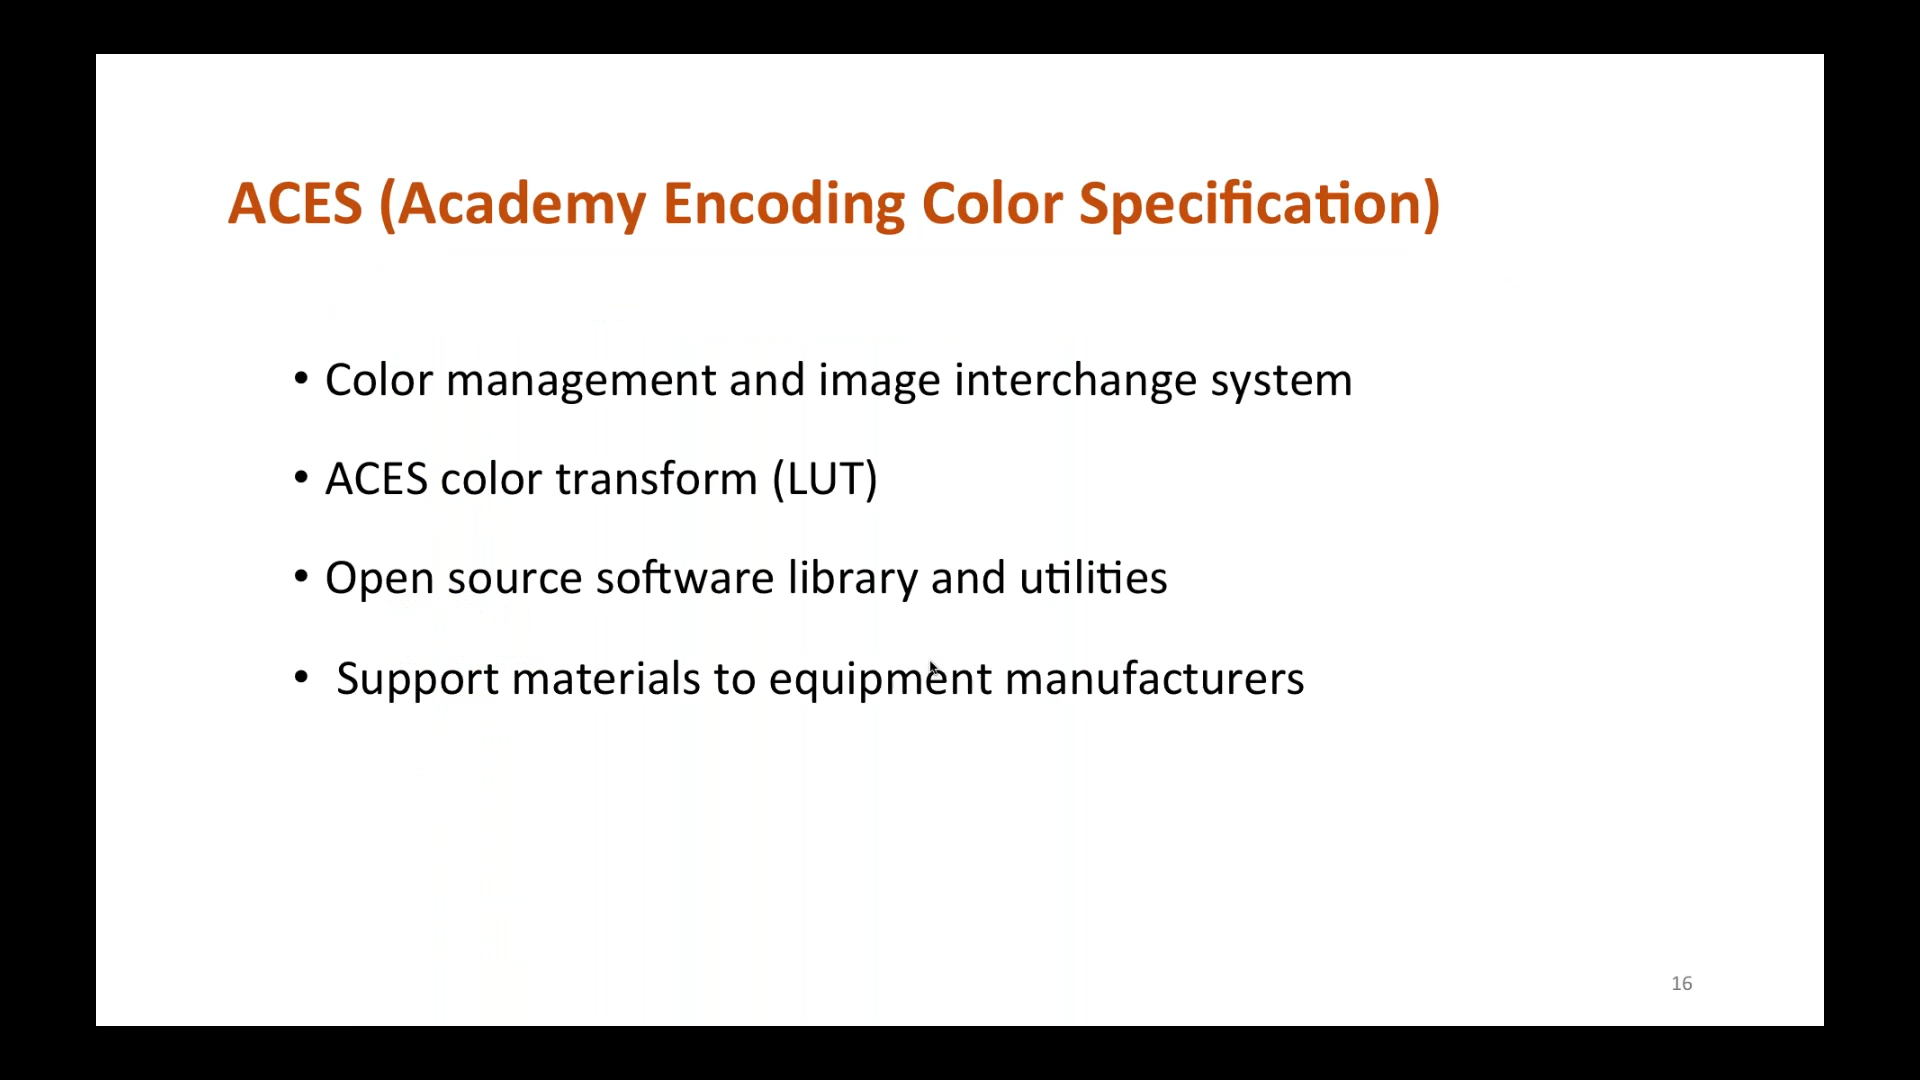 ACES (Academy Encoding Color Specification)
• Color management and image interchange system
• ACES color transform (LUT)
• Open source software library and utilities
• Support materials to equipment manufacturers
16